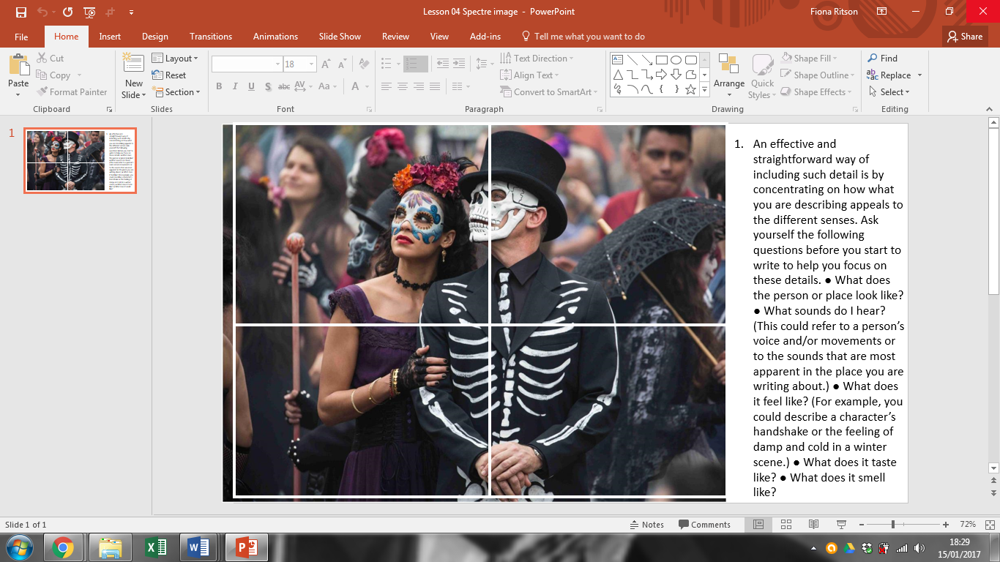 Lesson 04 Spectre image - PowerPoint
Fiona Ritson
File Home Insert Design Transitions Animations Slide Show Review View Add-ins Tell me what you want to do Share
Paste
Cut
Copy
Format Painter
Clipboard
New Slide
Layout
Reset
Section
Slides
18
B I U S abc AV Aa A
Font
Text Direction
Align Text
Convert to SmartArt
Paragraph
Arrange
Quick Styles
Shape Fill
Shape Outline
Shape Effects
Drawing
Find
Replace
Select
Editing
1
1. An effective and
straightforward way of
including such detail is by
concentrating on how what
you are describing appeals to
the different senses. Ask
yourself the following
questions before you start to
write to help you focus on
these details. ● What does
the person or place look like?
● What sounds do I hear?
(This could refer to a person’s
voice and/or movements or
to the sounds that are most
apparent in the place you are
writing about.) ● What does
it feel like? (For example, you
could describe a character’s
handshake or the feeling of
damp and cold in a winter
scene.) ● What does it taste
like? ● What does it smell
like?
Slide 1 of 1
Notes
Comments
72%
18:29
15/01/2017